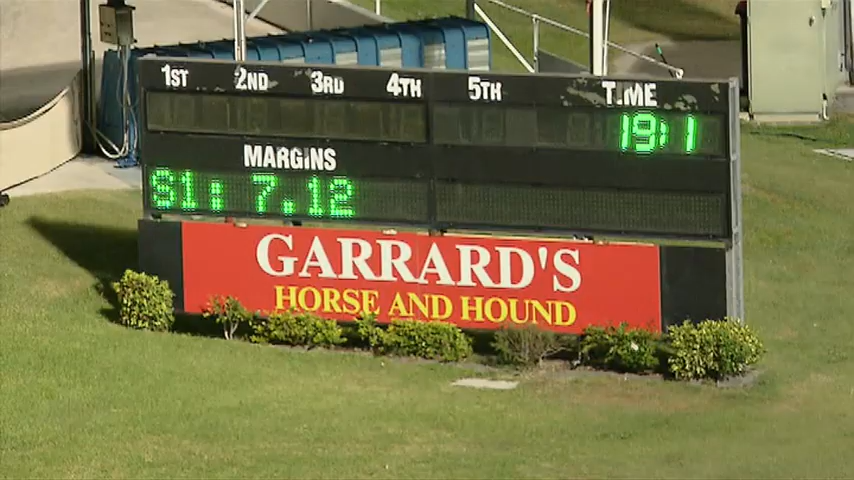 1ST 2ND 3RD 4TH 5TH TIME
19:1
MARGINS
S1: 7.12
GARRARD'S
HORSE AND HOUND